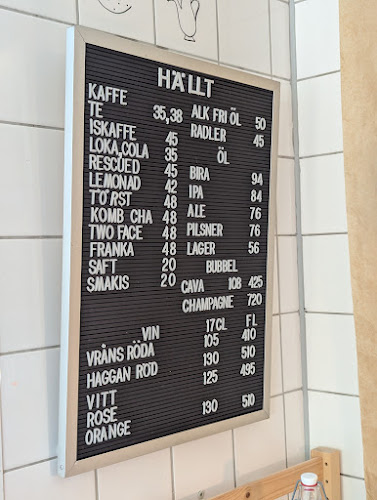 HÄLLT
KAFFE
TE 35,38
ISKAFFE 45
LOKA,COLA 35
RESCUED 45
LEMONAD 42
TÖRST 48
KOMB CHA 48
TWO FACE 48
FRANKA 48
SAFT 20
SMAKIS 20
ALK FRI ÖL 50
RADLER 45
ÖL
BIRA 94
IPA 84
ALE 76
PILSNER 76
LAGER 56
BUBBEL
CAVA 108 425
CHAMPAGNE 720
VIN 17CL FL
VRÅNS RÖDA 105 410
HAGGAN RÖD 130 510
VITT 125 495
ROSE
ORANGE 130 510